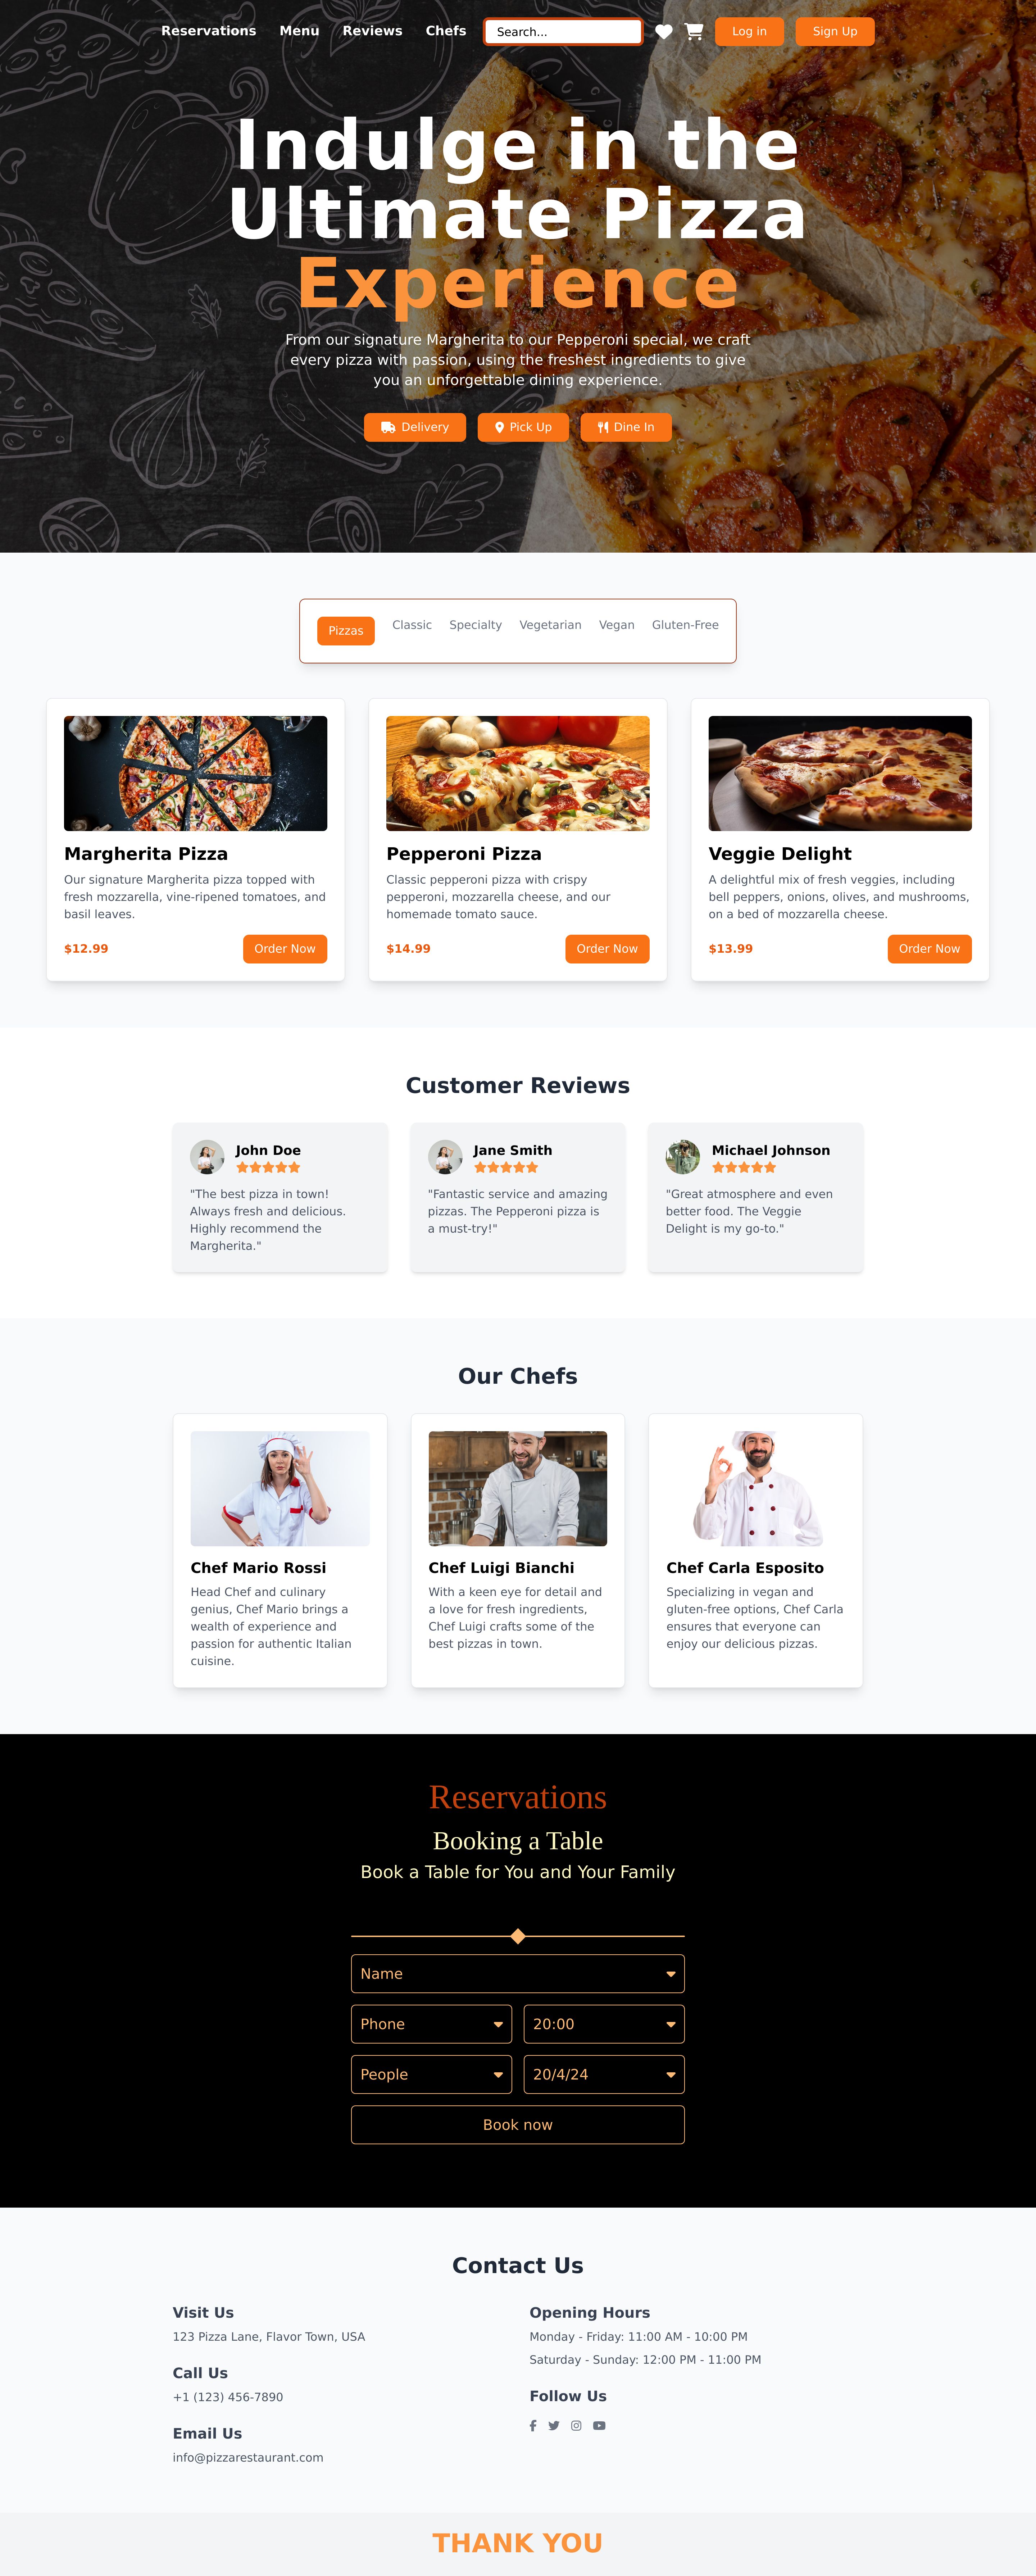 Reservations Menu Reviews Chefs Search... Log in Sign Up
Indulge in the
Ultimate Pizza
Experience
From our signature Margherita to our Pepperoni special, we craft
every pizza with passion, using the freshest ingredients to give
you an unforgettable dining experience.
Delivery Pick Up Dine In
Pizzas Classic Specialty Vegetarian Vegan Gluten-Free
Margherita Pizza
Our signature Margherita pizza topped with
fresh mozzarella, vine-ripened tomatoes, and
basil leaves.
$12.99 Order Now
Pepperoni Pizza
Classic pepperoni pizza with crispy
pepperoni, mozzarella cheese, and our
homemade tomato sauce.
$14.99 Order Now
Veggie Delight
A delightful mix of fresh veggies, including
bell peppers, onions, olives, and mushrooms,
on a bed of mozzarella cheese.
$13.99 Order Now
Customer Reviews
John Doe
"The best pizza in town!
Always fresh and delicious.
Highly recommend the
Margherita."
Jane Smith
"Fantastic service and amazing
pizzas. The Pepperoni pizza is
a must-try!"
Michael Johnson
"Great atmosphere and even
better food. The Veggie
Delight is my go-to."
Our Chefs
Chef Mario Rossi
Head Chef and culinary
genius, Chef Mario brings a
wealth of experience and
passion for authentic Italian
cuisine.
Chef Luigi Bianchi
With a keen eye for detail and
a love for fresh ingredients,
Chef Luigi crafts some of the
best pizzas in town.
Chef Carla Esposito
Specializing in vegan and
gluten-free options, Chef Carla
ensures that everyone can
enjoy our delicious pizzas.
Reservations
Booking a Table
Book a Table for You and Your Family
Name
Phone 20:00
People 20/4/24
Book now
Contact Us
Visit Us
123 Pizza Lane, Flavor Town, USA
Call Us
+1 (123) 456-7890
Email Us
info@pizzarestaurant.com
Opening Hours
Monday - Friday: 11:00 AM - 10:00 PM
Saturday - Sunday: 12:00 PM - 11:00 PM
Follow Us
THANK YOU